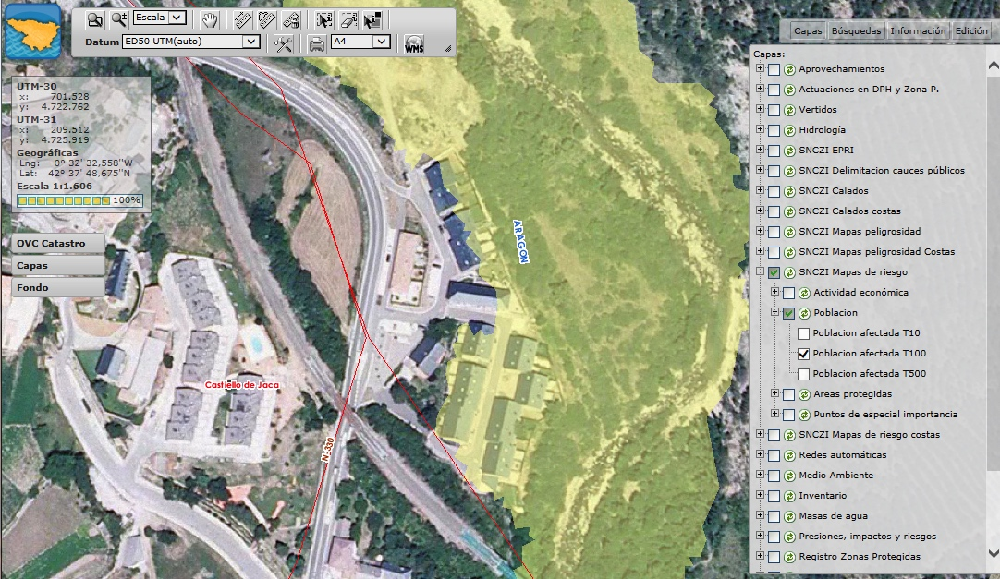 Escala
Datum ED50 UTM(auto) A4 WMS
Capas Búsquedas Información Edición
UTM-30
x: 701.528
y: 4.722.762
UTM-31
x: 209.512
y: 4.725.919
Geográficas
Lng: 0º 32' 32,558''W
Lat: 42º 37' 48,675''N
Escala 1:1.606
100%
OVC Catastro
Capas
Fondo
ARAGON
Castiello de Jaca
N-330
Capas:
Aprovechamientos
Actuaciones en DPH y Zona P.
Vertidos
Hidrología
SNCZI EPRI
SNCZI Delimitacion cauces públicos
SNCZI Calados
SNCZI Calados costas
SNCZI Mapas peligrosidad
SNCZI Mapas peligrosidad Costas
SNCZI Mapas de riesgo
Actividad económica
Poblacion
Poblacion afectada T10
Poblacion afectada T100
Poblacion afectada T500
Areas protegidas
Puntos de especial importancia
SNCZI Mapas de riesgo costas
Redes automáticas
Medio Ambiente
Inventario
Masas de agua
Presiones, impactos y riesgos
Registro Zonas Protegidas